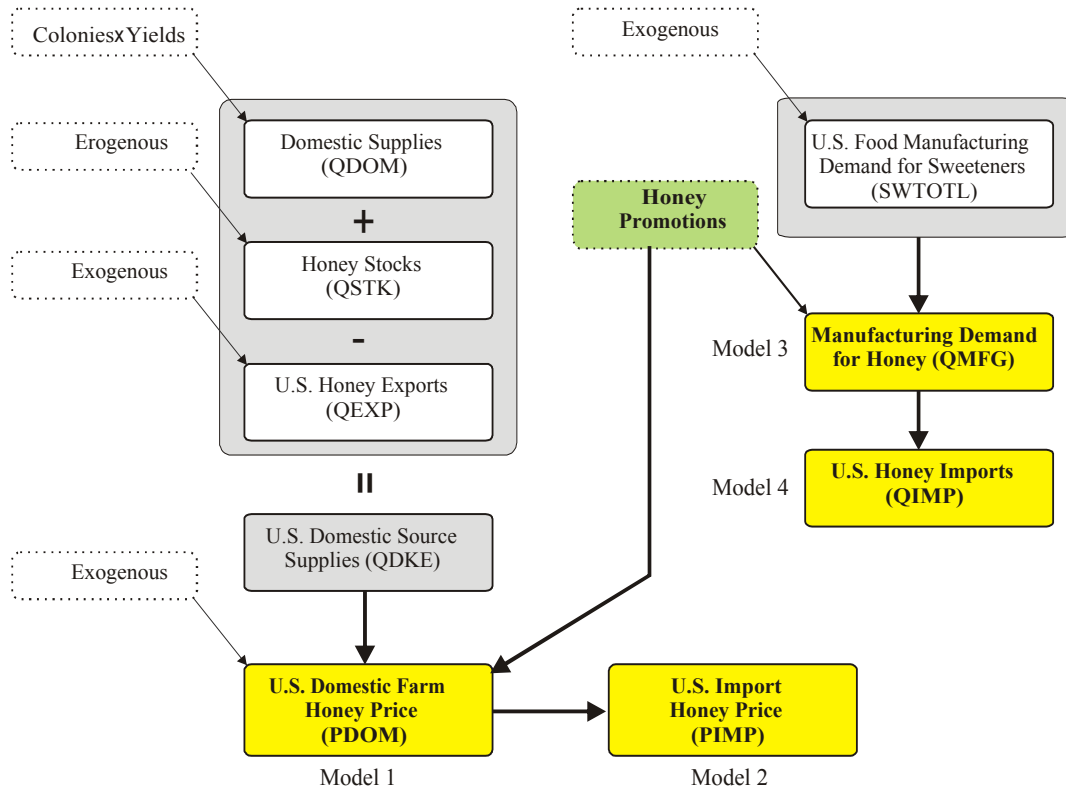 Colonies x Yields
Erogenous
Exogenous
Domestic Supplies
(QDOM)
+
Honey Stocks
(QSTK)
-
U.S. Honey Exports
(QEXP)
=
U.S. Domestic Source
Supplies (QDKE)
Exogenous
U.S. Domestic Farm
Honey Price
(PDOM)
Model 1
U.S. Import
Honey Price
(PIMP)
Model 2
Honey
Promotions
Exogenous
U.S. Food Manufacturing
Demand for Sweeteners
(SWTOTL)
Model 3
Manufacturing Demand
for Honey (QMFG)
Model 4
U.S. Honey Imports
(QIMP)